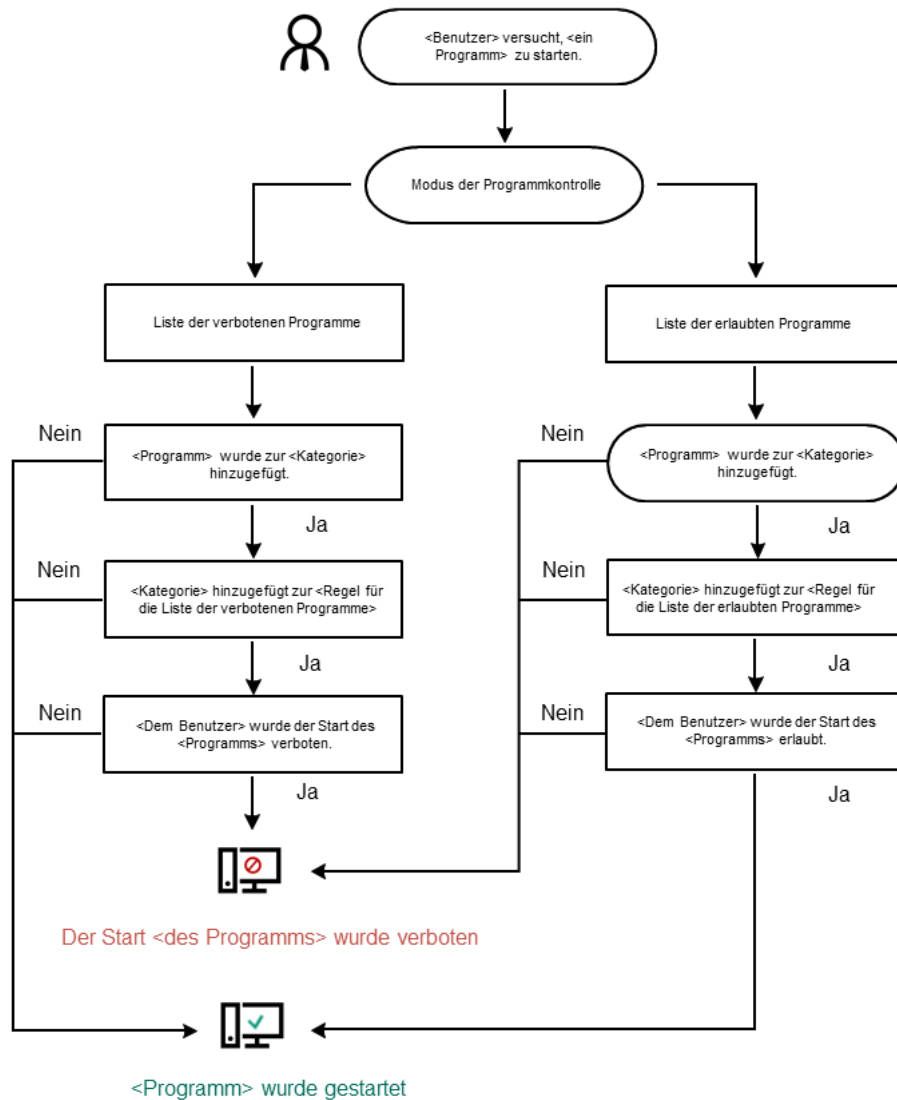 <Benutzer> versucht, <ein
Programm> zu starten.
Modus der Programmkontrolle
Liste der verbotenen Programme
Liste der erlaubten Programme
Nein
<Programm> wurde zur <Kategorie>
hinzugefügt.
Nein
<Programm> wurde zur <Kategorie>
hinzugefügt.
Ja
Ja
Nein
<Kategorie> hinzugefügt zur <Regel für
die Liste der verbotenen Programme>
Nein
<Kategorie> hinzugefügt zur <Regel für
die Liste der erlaubten Programme>
Ja
Ja
Nein
<Dem Benutzer> wurde der Start des
<Programms> verboten.
Nein
<Dem Benutzer> wurde der Start des
<Programms> erlaubt.
Ja
Ja
Der Start <des Programms> wurde verboten
<Programm> wurde gestartet